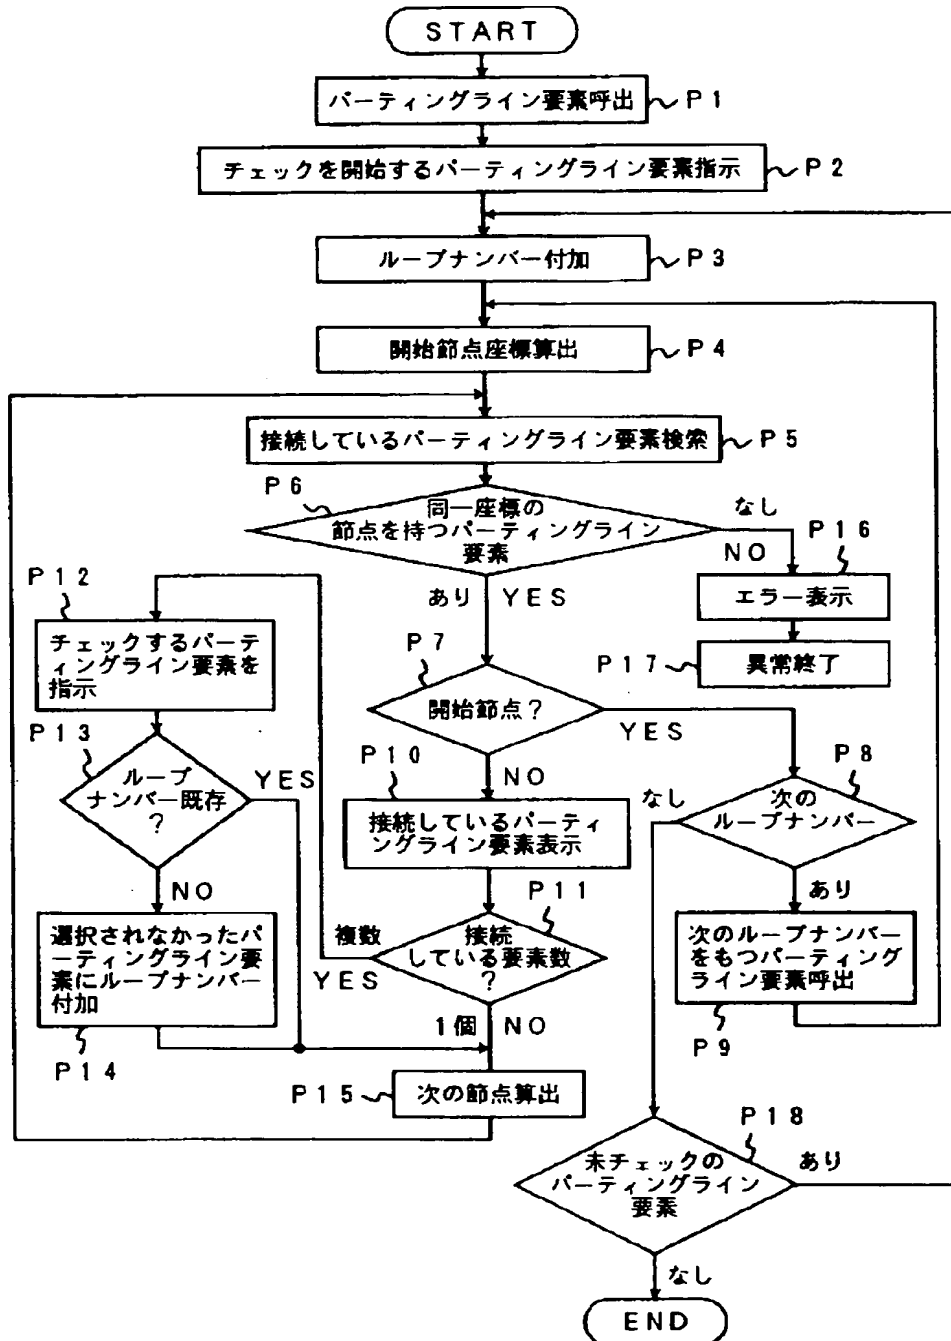 START
パーティングライン要素呼出
P1
チェックを開始するパーティングライン要素指示
P2
ループナンバー付加
P3
開始節点座標算出
P4
接続しているパーティングライン要素検索
P5
P6
同一座標の
節点を持つパーティングライン
要素
なし
NO
P16
エラー表示
P17
異常終了
あり YES
P12
チェックするパーテ
ィングライン要素を
指示
P7
開始節点?
YES
NO
P13
ループ
ナンバー既存
?
YES
NO
P10
接続しているパーティ
ングライン要素表示
P8
なし
次の
ループナンバー
あり
P14
選択されなかったパ
ーティングライン要
素にループナンバー
付加
複数
YES
P11
接続
している要素数
?
1個 NO
次のループナンバー
をもつパーティング
ライン要素呼出
P9
P15
次の節点算出
P18
未チェックの
パーティングライン
要素
あり
なし
END